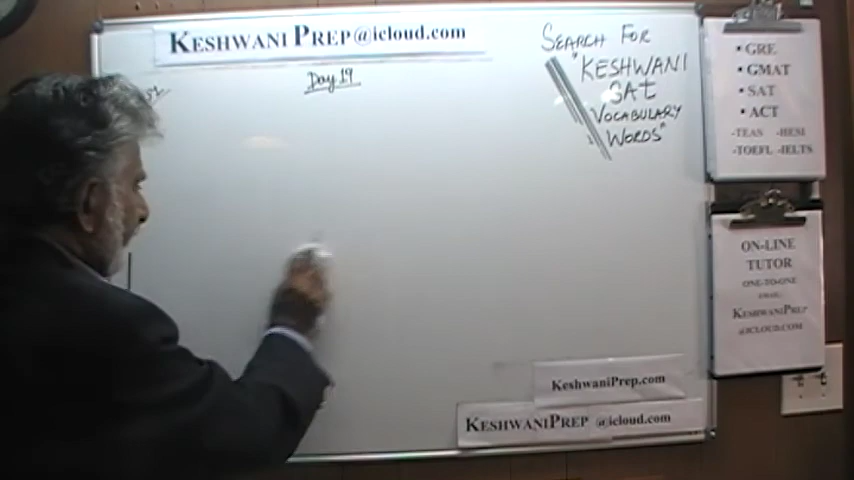 KESHWANI PREP@icloud.com
Day 19
SEARCH FOR
"KESHWANI
SAT
VOCABULARY
WORDS"
• GRE
• GMAT
• SAT
• ACT
-TEAS -HESI
-TOEFL -IELTS
ON-LINE
TUTOR
ONE-TO-ONE
EMAIL:
KESHWANIPREP
@ICLOUD.COM
KeshwaniPrep.com
KESHWANIPREP @icloud.com